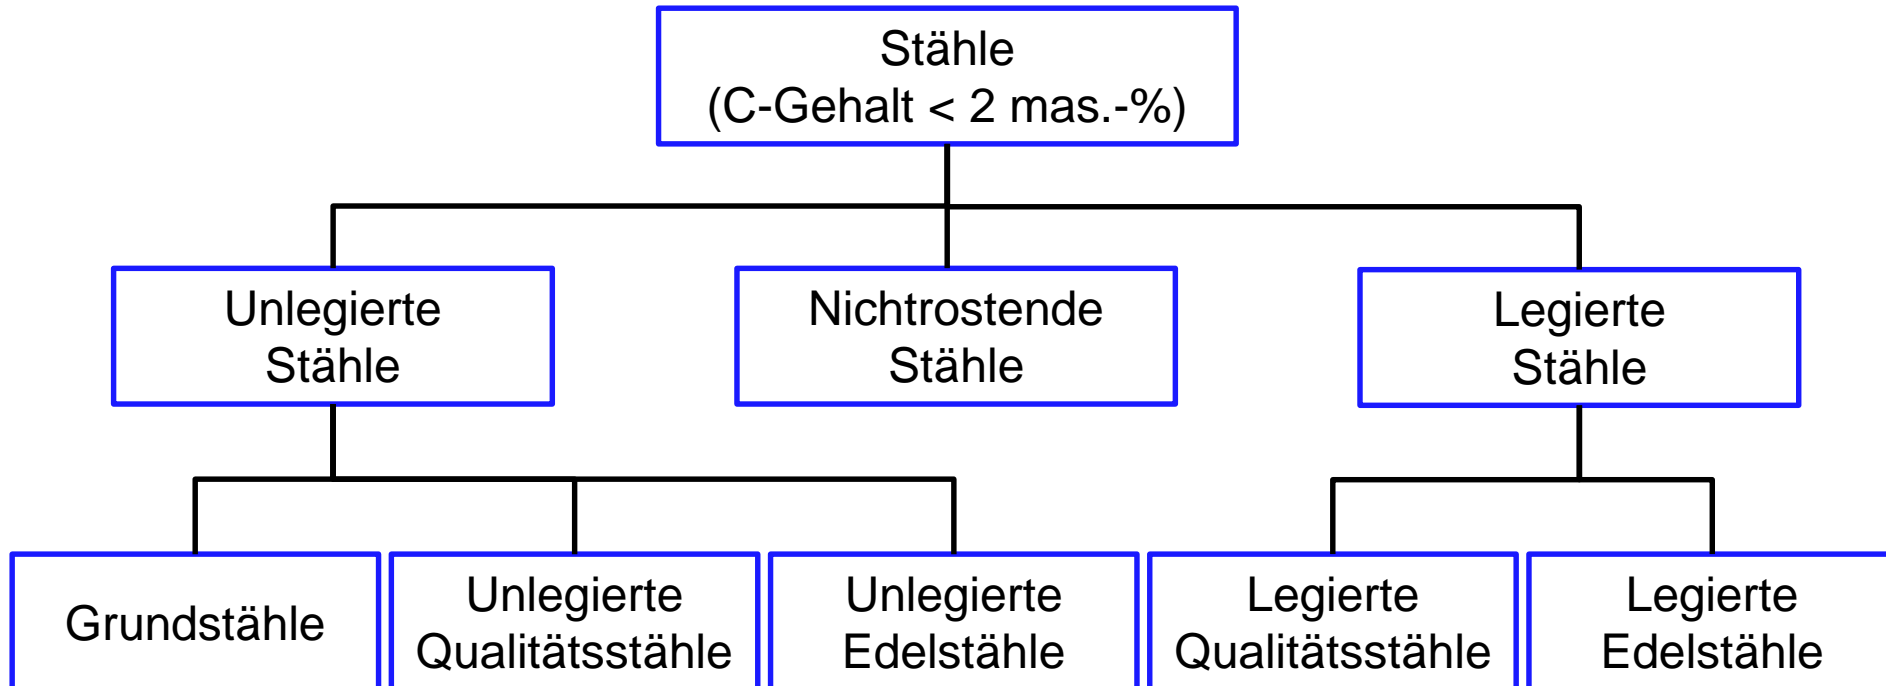 Stähle
(C-Gehalt < 2 mas.-%)
Unlegierte
Stähle
Nichtrostende
Stähle
Legierte
Stähle
Grundstähle
Unlegierte
Qualitätsstähle
Unlegierte
Edelstähle
Legierte
Qualitätsstähle
Legierte
Edelstähle